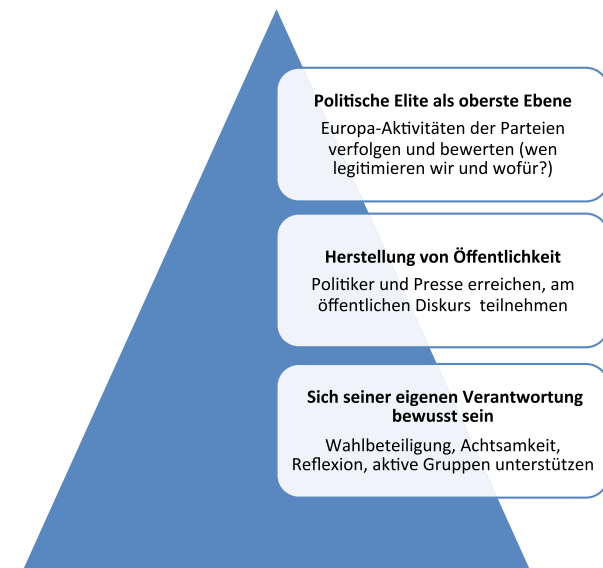 Politische Elite als oberste Ebene
Europa-Aktivitäten der Parteien
verfolgen und bewerten (wen
legitimieren wir und wofür?)
Herstellung von Öffentlichkeit
Politiker und Presse erreichen, am
öffentlichen Diskurs  teilnehmen
Sich seiner eigenen Verantwortung
bewusst sein
Wahlbeteiligung, Achtsamkeit,
Reflexion, aktive Gruppen unterstützen